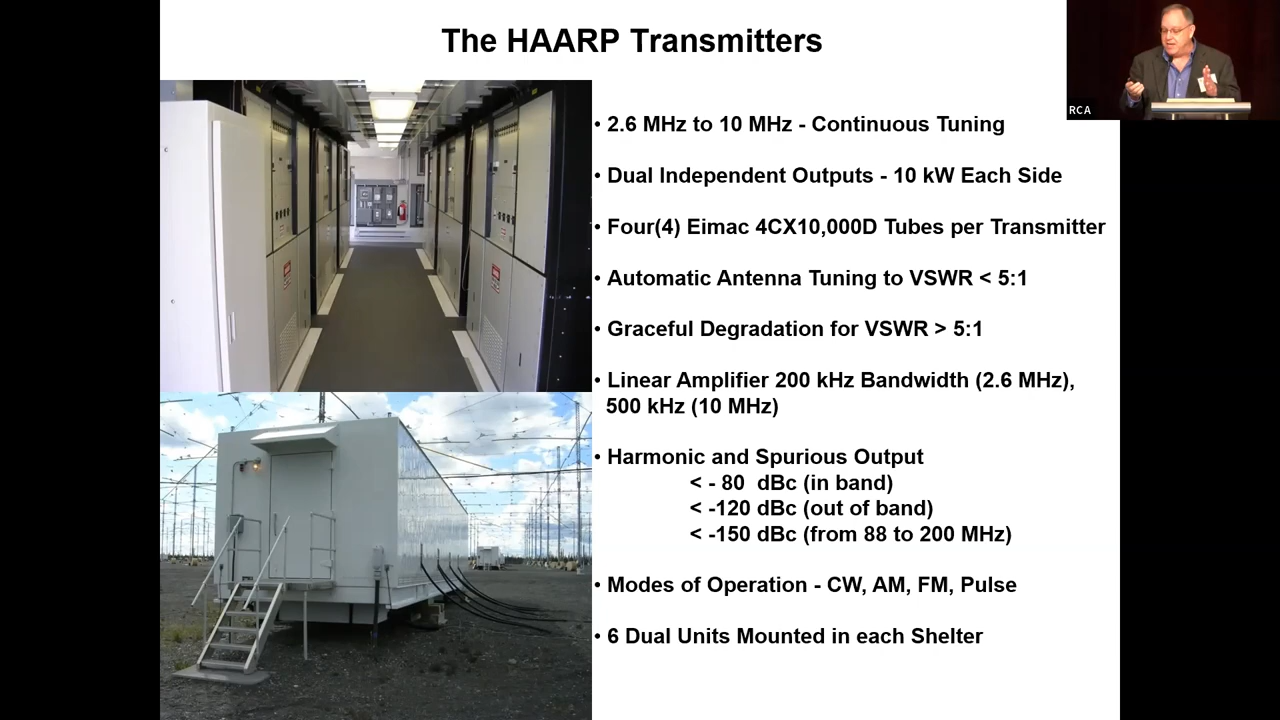 The HAARP Transmitters
RCA
• 2.6 MHz to 10 MHz - Continuous Tuning
• Dual Independent Outputs - 10 kW Each Side
• Four(4) Eimac 4CX10,000D Tubes per Transmitter
• Automatic Antenna Tuning to VSWR < 5:1
• Graceful Degradation for VSWR > 5:1
• Linear Amplifier 200 kHz Bandwidth (2.6 MHz),
500 kHz (10 MHz)
• Harmonic and Spurious Output
< - 80 dBc (in band)
< -120 dBc (out of band)
< -150 dBc (from 88 to 200 MHz)
• Modes of Operation - CW, AM, FM, Pulse
• 6 Dual Units Mounted in each Shelter